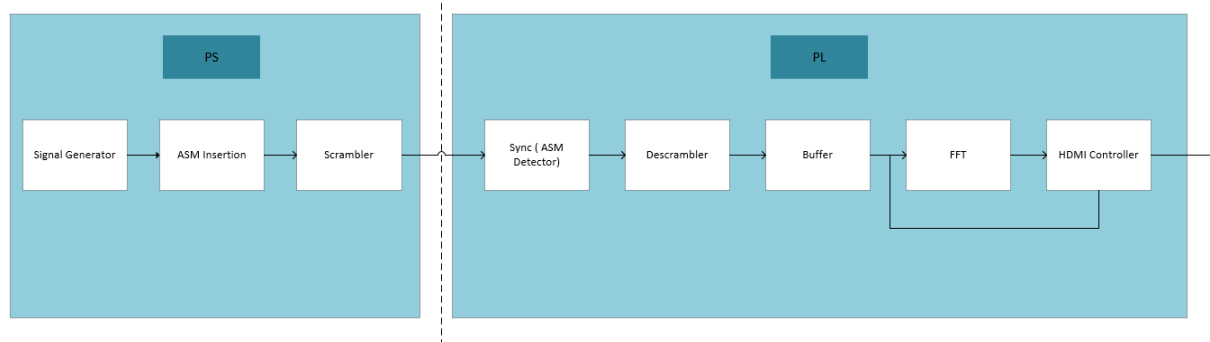 PS
PL
Signal Generator
ASM Insertion
Scrambler
Sync ( ASM
Detector)
Descrambler
Buffer
FFT
HDMI Controller